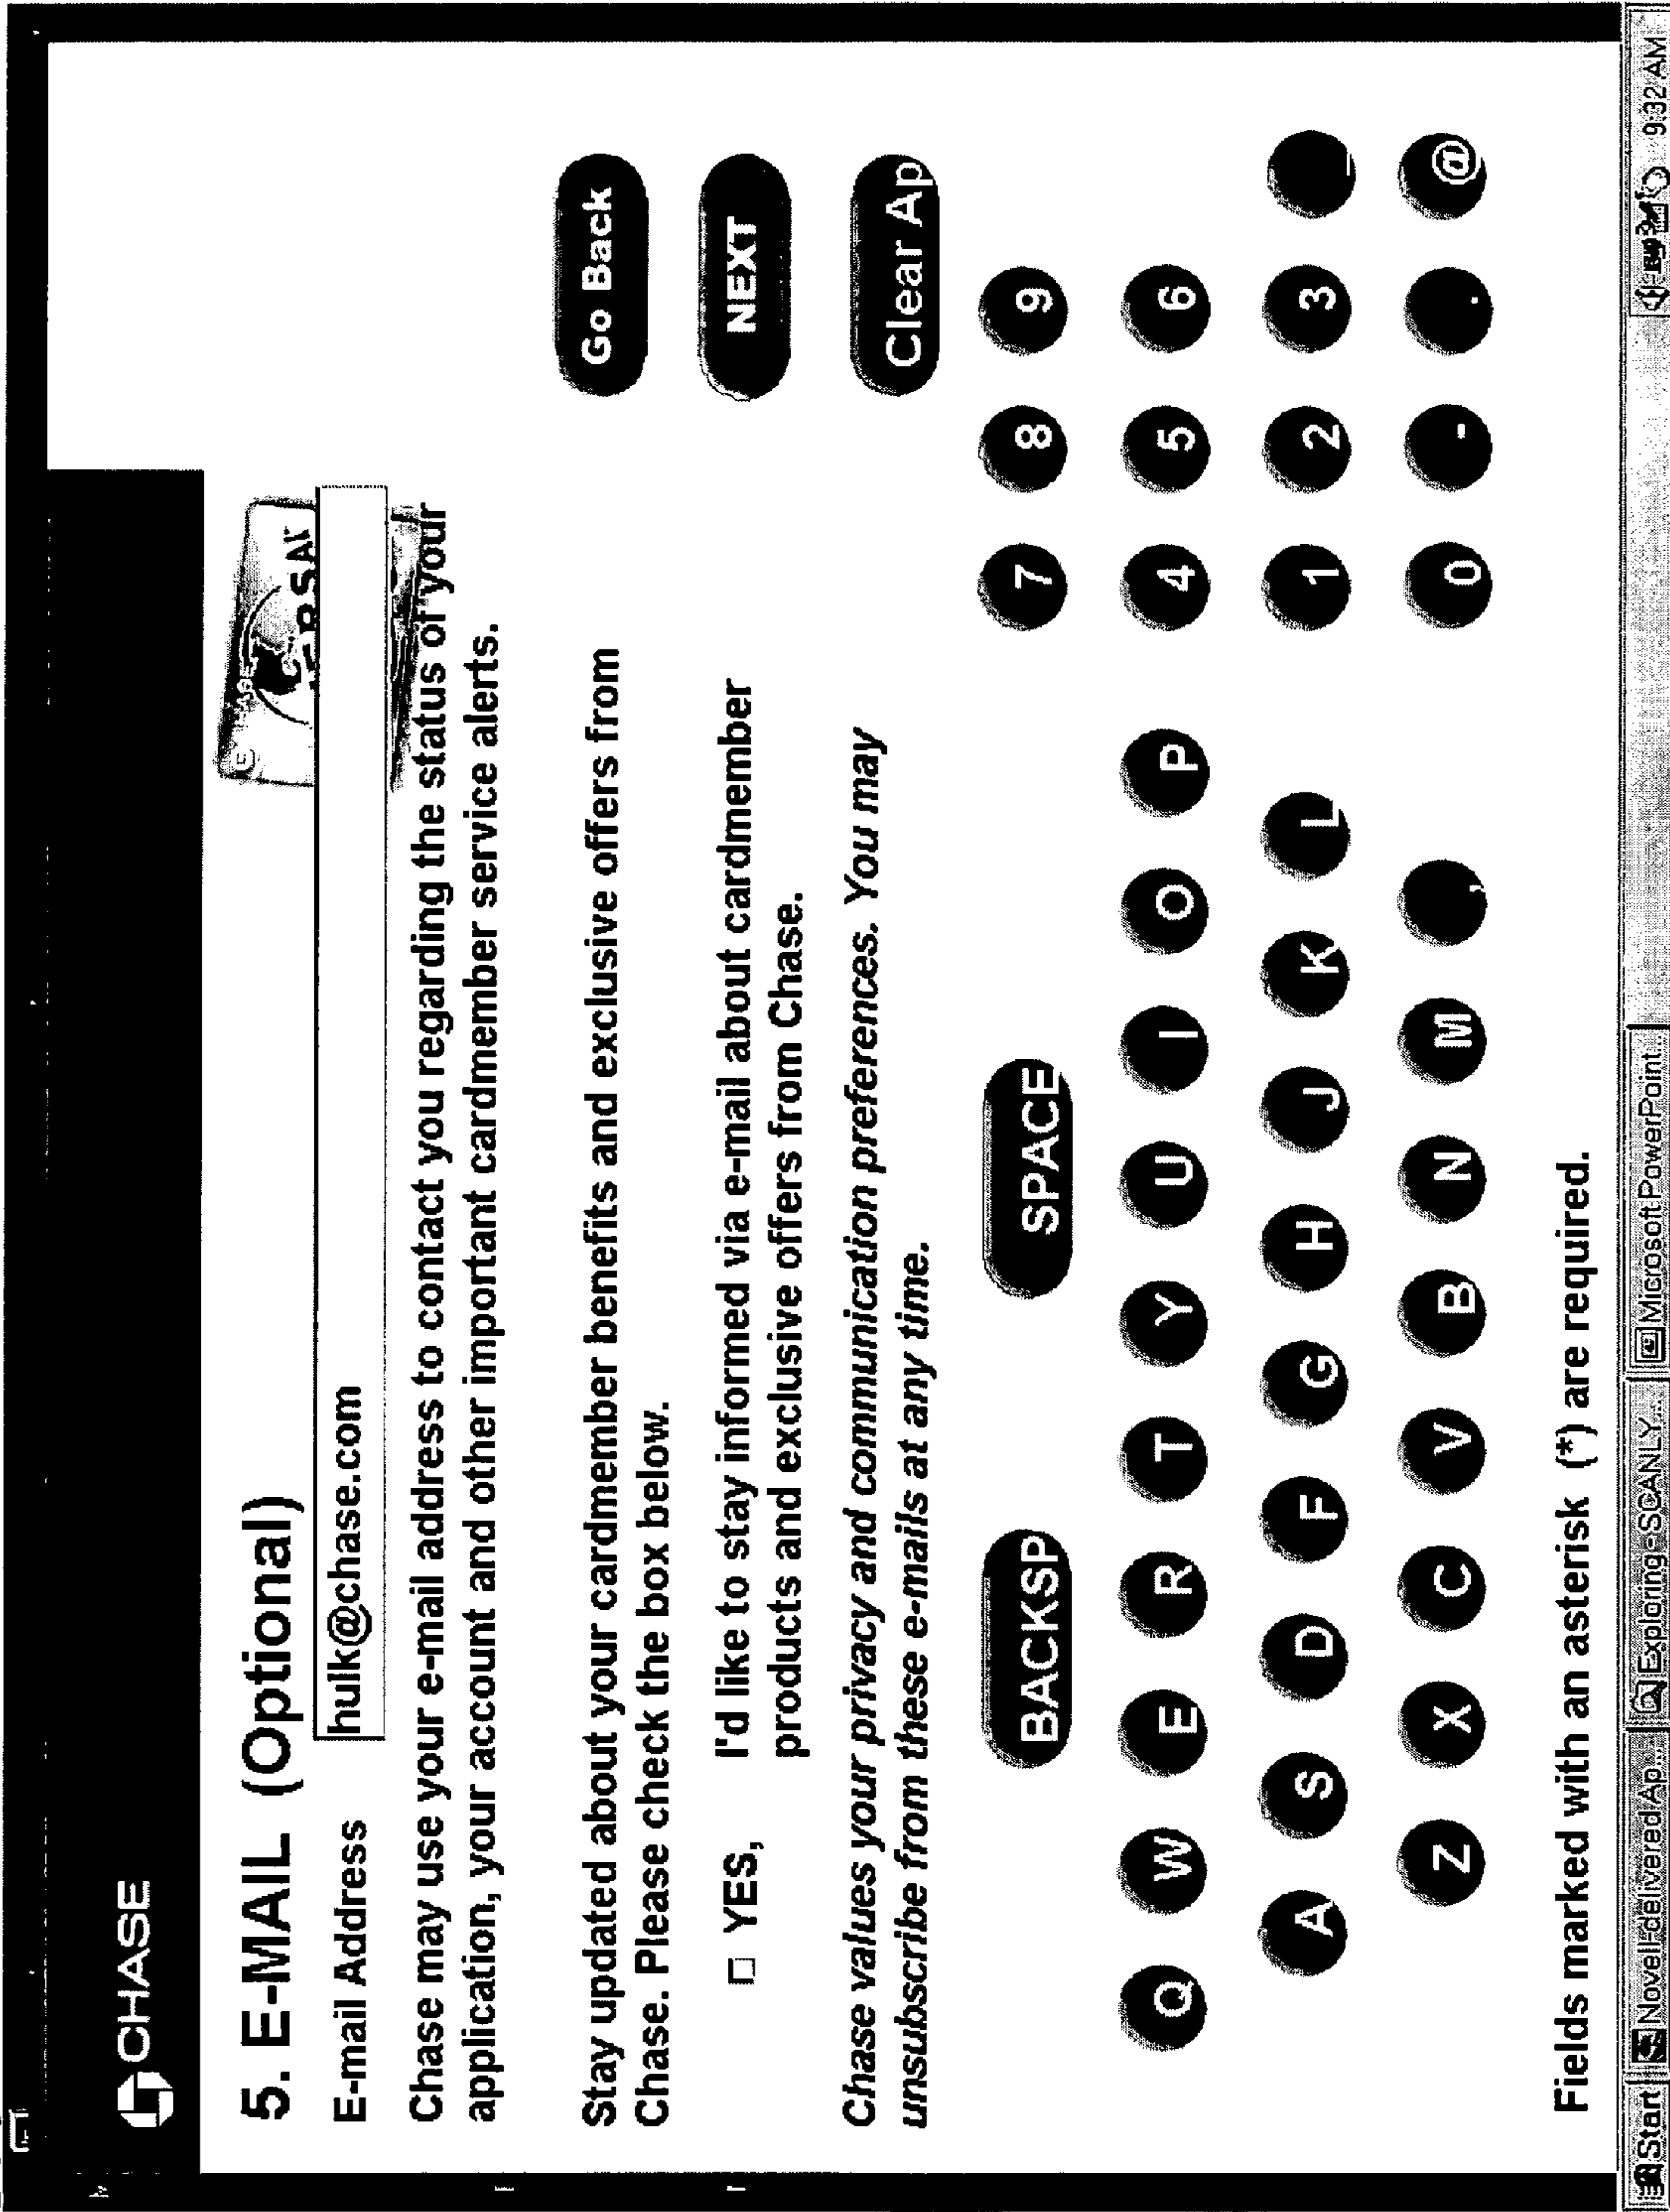 CHASE
5. E-MAIL (Optional)
E-mail Address hulk@chase.com
Chase may use your e-mail address to contact you regarding the status of your
application, your account and other important cardmember service alerts.
Stay updated about your cardmember benefits and exclusive offers from
Chase. Please check the box below.
Go Back
YES, I'd like to stay informed via e-mail about cardmember
products and exclusive offers from Chase.
NEXT
Chase values your privacy and communication preferences. You may
unsubscribe from these e-mails at any time.
Clear Ap
BACKSP SPACE 7 8 9
Q W E R T Y U I O P 4 5 6
A S D F G H J K L 1 2 3 _
Z X C V B N M , 0 - . @
Fields marked with an asterisk (*) are required.
Start Novell-delivered Ap... Exploring - SCANLY... Microsoft PowerPoint... 9:32 AM